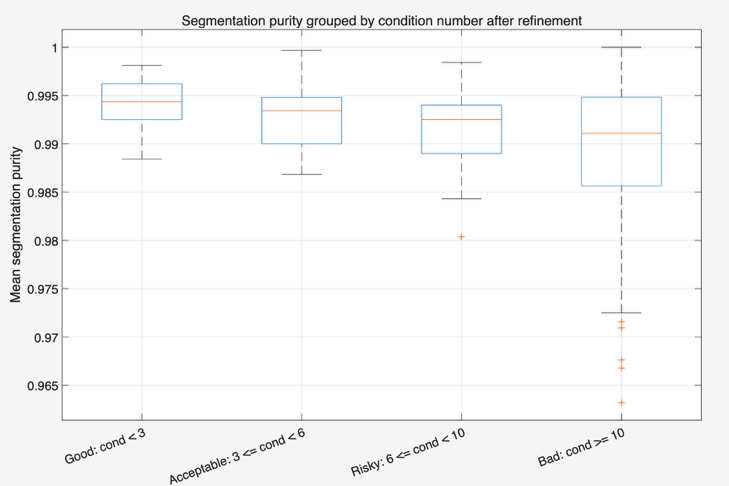 Segmentation purity grouped by condition number after refinement
Mean segmentation purity
1
0.995
0.99
0.985
0.98
0.975
0.97
0.965
Good: cond < 3
Acceptable: 3 <= cond < 6
Risky: 6 <= cond < 10
Bad: cond >= 10